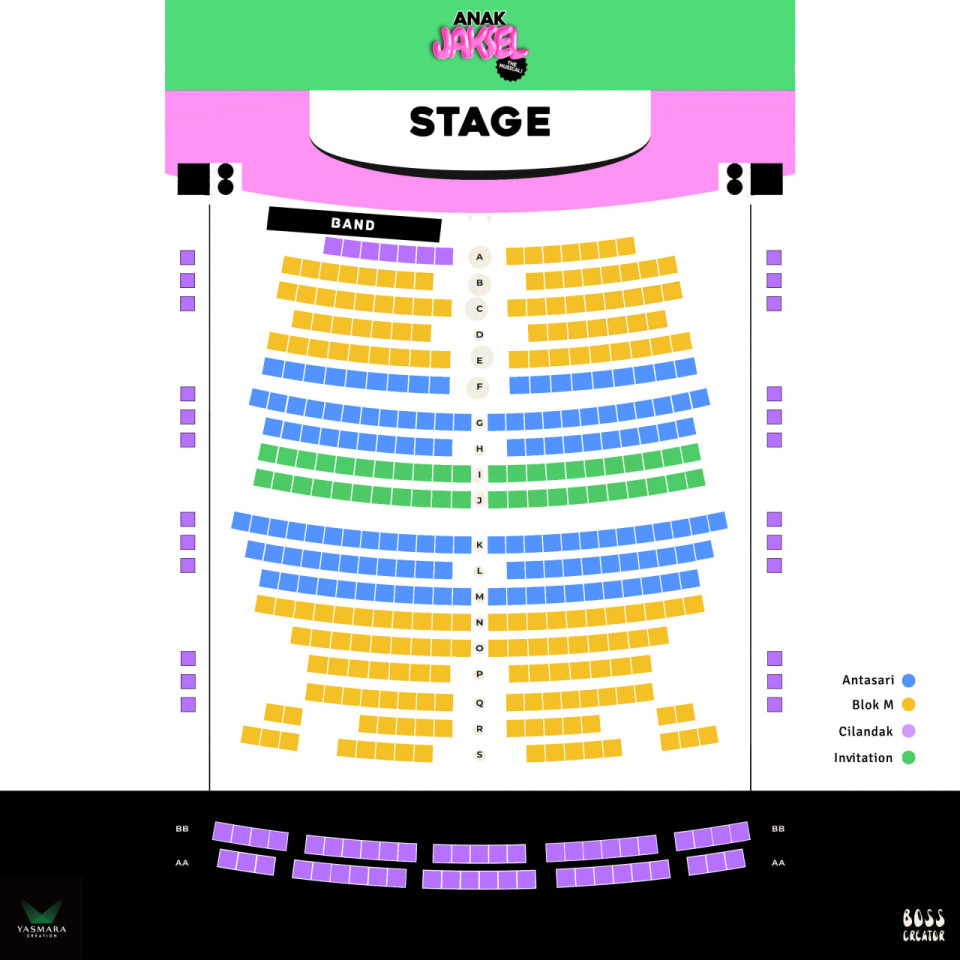 ANAK
JAKSEL
THE
MUSICAL!
STAGE
BAND
A
B
C
D
E
F
G
H
I
J
K
L
M
N
O
P
Q
R
S
Antasari
Blok M
Cilandak
Invitation
BB BB
AA AA
YASMARA
CREATION
BOSS
CREATOR